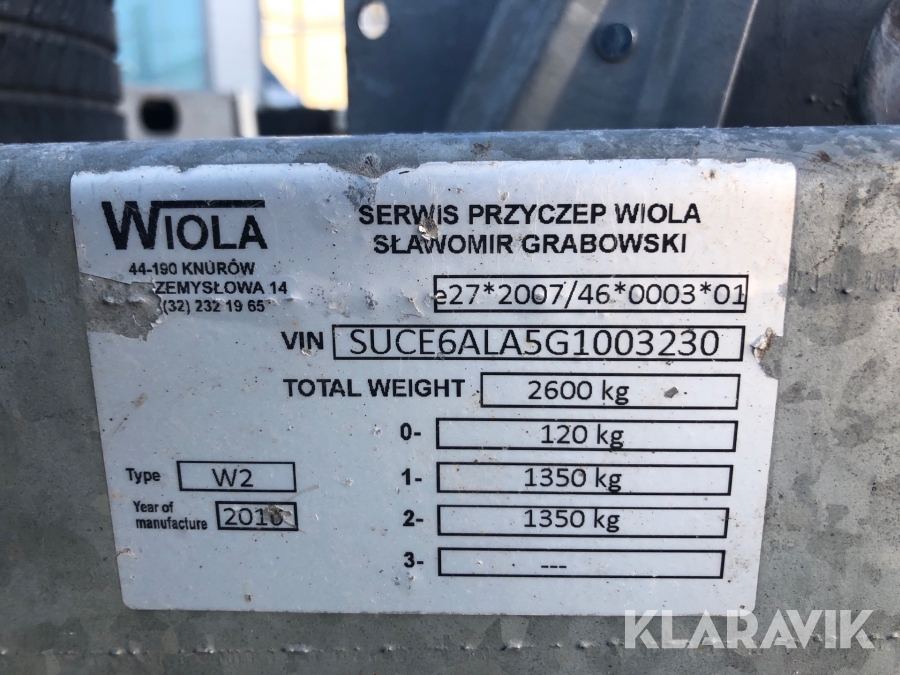 WIOLA
44-190 KNURÓW
ZEMYSŁOWA 14
(32) 232 19 65
SERWIS PRZYCZEP WIOLA
SŁAWOMIR GRABOWSKI
e27*2007/46*0003*01
VIN SUCE6ALA5G1003230
TOTAL WEIGHT 2600 kg
0- 120 kg
1- 1350 kg
2- 1350 kg
3- ---
Type W2
Year of
manufacture 2016
KLARAVIK